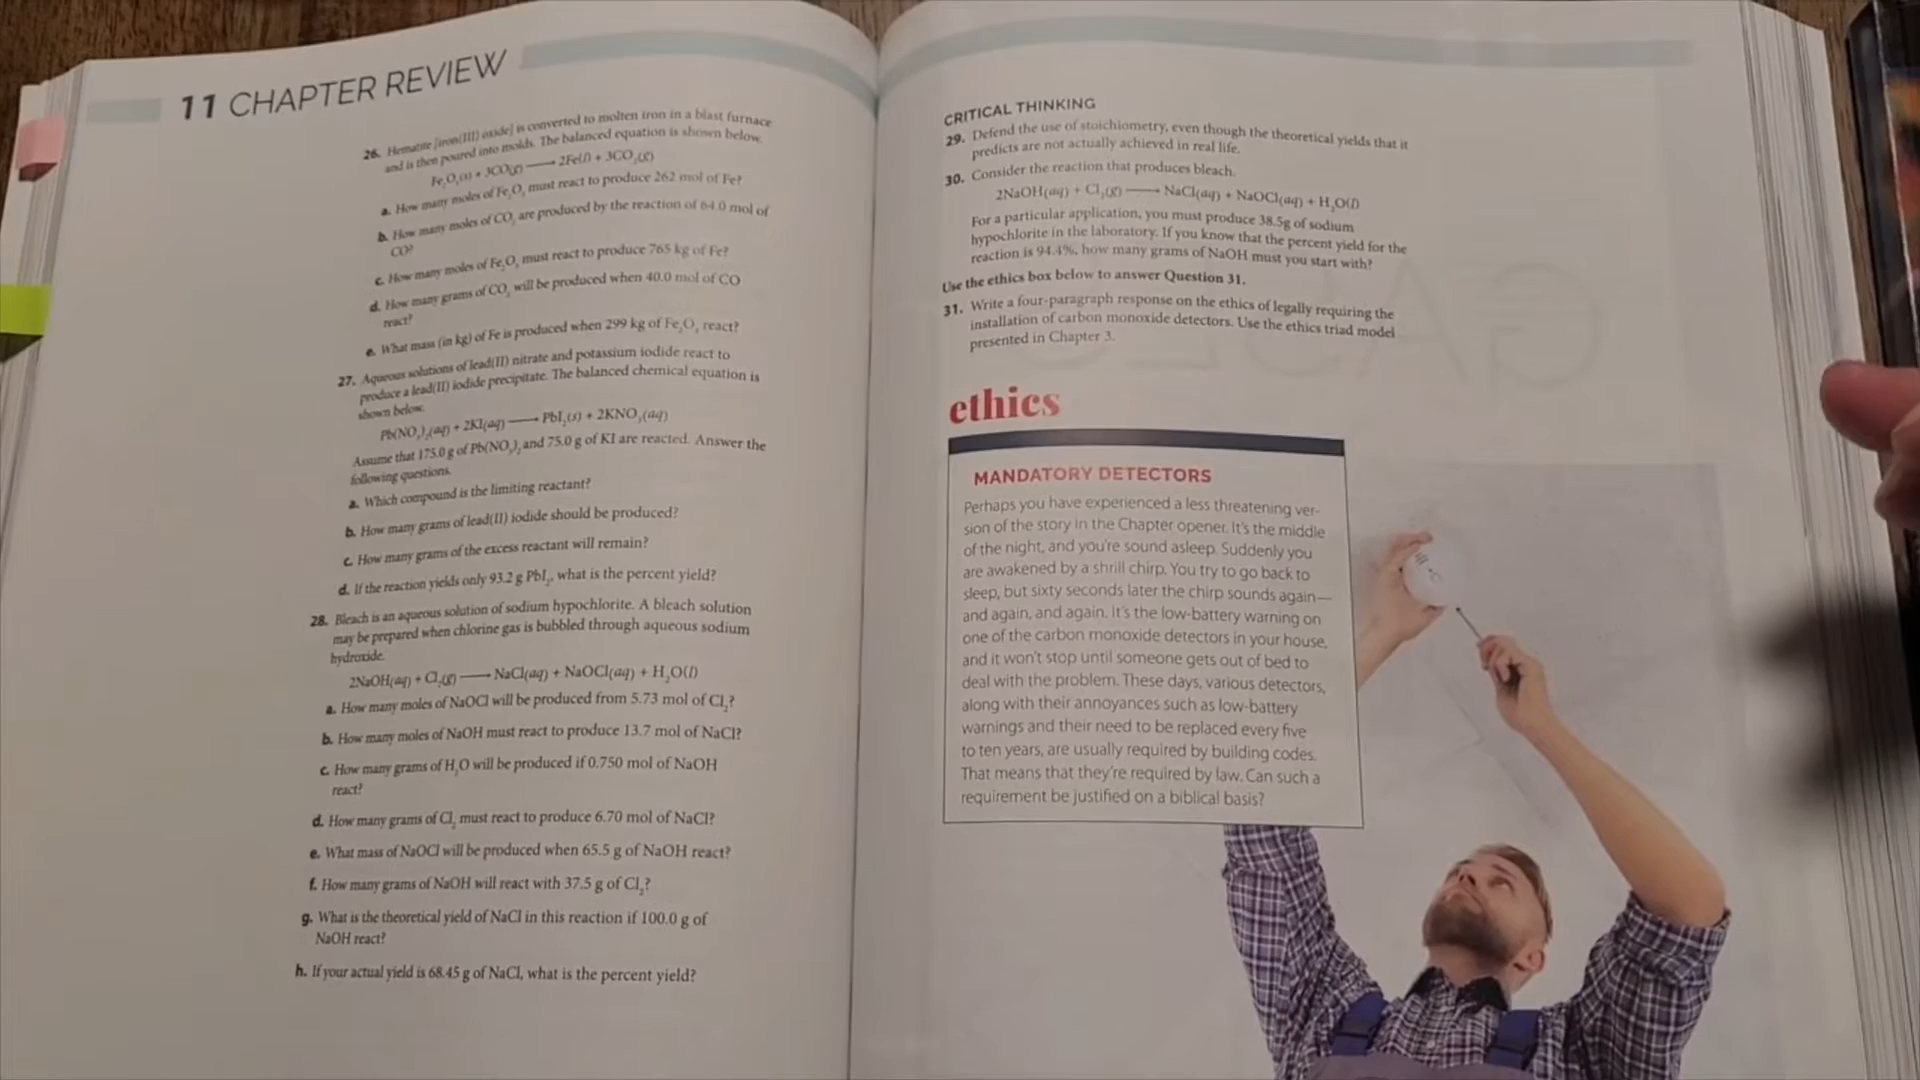 11 CHAPTER REVIEW
26. Hematite [iron(III) oxide] is converted to molten iron in a blast furnace
and is then poured into molds. The balanced equation is shown below.
Fe₂O₃(s) + 3CO(g) ⟶ 2Fe(l) + 3CO₂(g)
a. How many moles of Fe₂O₃ must react to produce 262 mol of Fe?
b. How many moles of CO₂ are produced by the reaction of 64.0 mol of
CO?
c. How many moles of Fe₂O₃ must react to produce 765 kg of Fe?
d. How many grams of CO₂ will be produced when 40.0 mol of CO
react?
e. What mass (in kg) of Fe is produced when 299 kg of Fe₂O₃ react?
27. Aqueous solutions of lead(II) nitrate and potassium iodide react to
produce a lead(II) iodide precipitate. The balanced chemical equation is
shown below.
Pb(NO₃)₂(aq) + 2KI(aq) ⟶ PbI₂(s) + 2KNO₃(aq)
Assume that 175.0 g of Pb(NO₃)₂ and 75.0 g of KI are reacted. Answer the
following questions.
a. Which compound is the limiting reactant?
b. How many grams of lead(II) iodide should be produced?
c. How many grams of the excess reactant will remain?
d. If the reaction yields only 93.2 g PbI₂, what is the percent yield?
28. Bleach is an aqueous solution of sodium hypochlorite. A bleach solution
may be prepared when chlorine gas is bubbled through aqueous sodium
hydroxide.
2NaOH(aq) + Cl₂(g) ⟶ NaCl(aq) + NaOCl(aq) + H₂O(l)
a. How many moles of NaOCl will be produced from 5.73 mol of Cl₂?
b. How many moles of NaOH must react to produce 13.7 mol of NaCl?
c. How many grams of H₂O will be produced if 0.750 mol of NaOH
react?
d. How many grams of Cl₂ must react to produce 6.70 mol of NaCl?
e. What mass of NaOCl will be produced when 65.5 g of NaOH react?
f. How many grams of NaOH will react with 37.5 g of Cl₂?
g. What is the theoretical yield of NaCl in this reaction if 100.0 g of
NaOH react?
h. If your actual yield is 68.45 g of NaCl, what is the percent yield?
CRITICAL THINKING
29. Defend the use of stoichiometry, even though the theoretical yields that it
predicts are not actually achieved in real life.
30. Consider the reaction that produces bleach.
2NaOH(aq) + Cl₂(g) ⟶ NaCl(aq) + NaOCl(aq) + H₂O(l)
For a particular application, you must produce 38.5g of sodium
hypochlorite in the laboratory. If you know that the percent yield for the
reaction is 94.4%, how many grams of NaOH must you start with?
Use the ethics box below to answer Question 31.
31. Write a four-paragraph response on the ethics of legally requiring the
installation of carbon monoxide detectors. Use the ethics triad model
presented in Chapter 3.
ethics
MANDATORY DETECTORS
Perhaps you have experienced a less threatening ver-
sion of the story in the Chapter opener. It's the middle
of the night, and you're sound asleep. Suddenly you
are awakened by a shrill chirp. You try to go back to
sleep, but sixty seconds later the chirp sounds again—
and again, and again. It's the low-battery warning on
one of the carbon monoxide detectors in your house,
and it won't stop until someone gets out of bed to
deal with the problem. These days, various detectors,
along with their annoyances such as low-battery
warnings and their need to be replaced every five
to ten years, are usually required by building codes.
That means that they're required by law. Can such a
requirement be justified on a biblical basis?